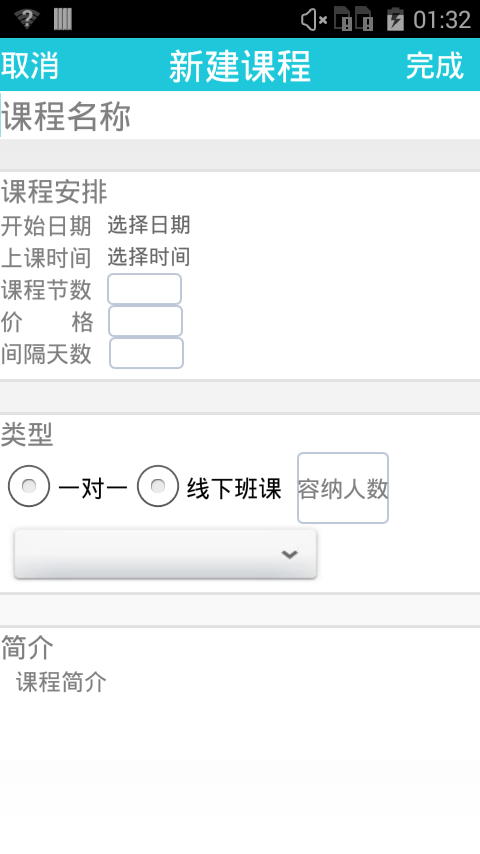 01:32
取消 新建课程 完成
课程名称
课程安排
开始日期 选择日期
上课时间 选择时间
课程节数
价 格
间隔天数
类型
一对一 线下班课 容纳人数
简介
课程简介